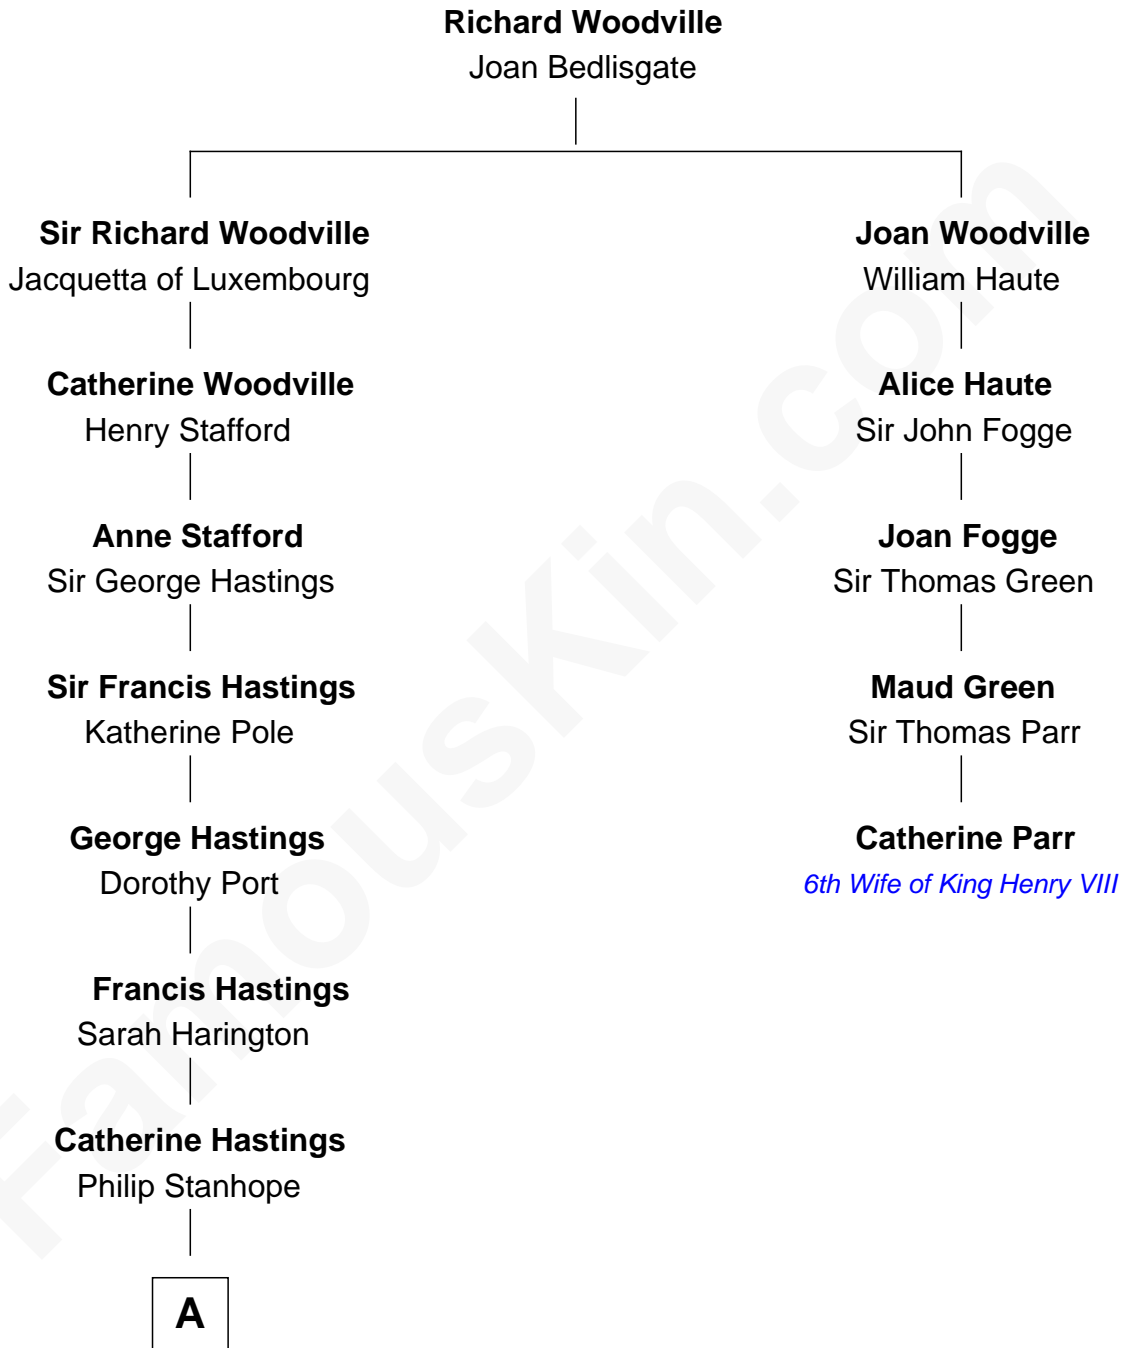 Richard Woodville
Joan Bedlisgate
Sir Richard Woodville
Jacquetta of Luxembourg
Catherine Woodville
Henry Stafford
Anne Stafford
Sir George Hastings
Sir Francis Hastings
Katherine Pole
George Hastings
Dorothy Port
Francis Hastings
Sarah Harington
Catherine Hastings
Philip Stanhope
A
Joan Woodville
William Haute
Alice Haute
Sir John Fogge
Joan Fogge
Sir Thomas Green
Maud Green
Sir Thomas Parr
Catherine Parr
6th Wife of King Henry VIII
FamousKin.com